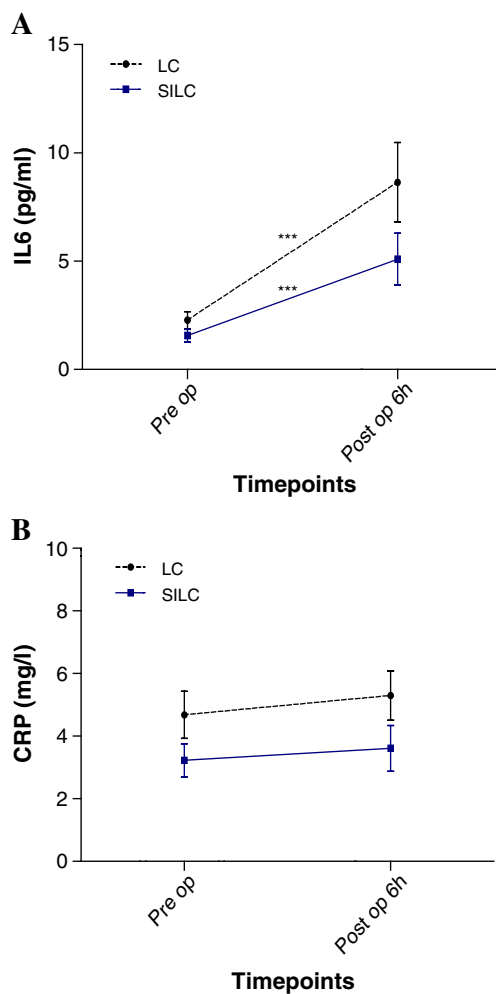 A
15
LC
SILC
10
IL6 (pg/ml)
***
5
***
0
Pre op
Post op 6h
Timepoints
B
10
LC
SILC
8
6
CRP (mg/l)
4
2
0
Pre op
Post op 6h
Timepoints